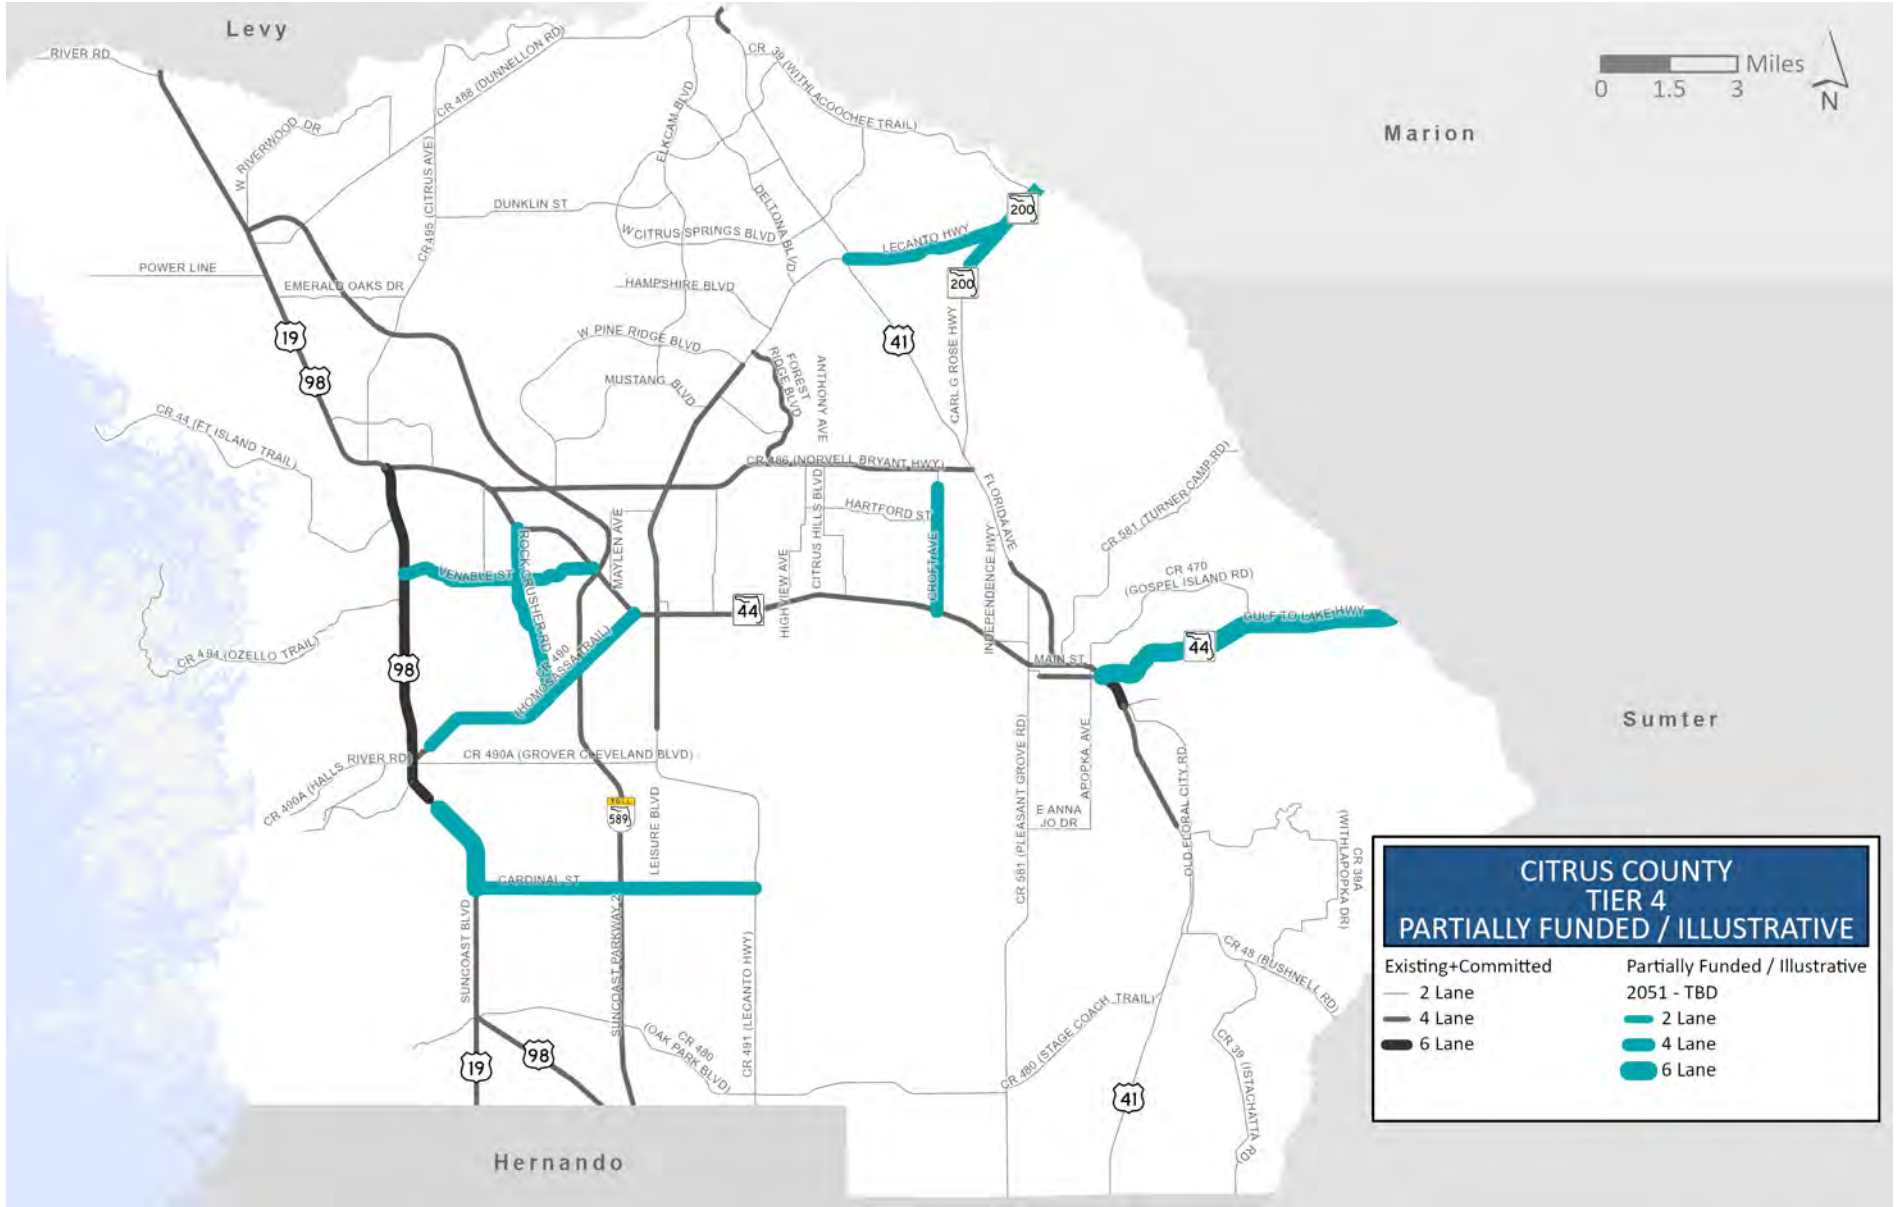 Levy
RIVER RD
CR 488 (DUNNELLON RD)
CR 39 (WITHLACOOCHEE TRAIL)
Miles
0 1.5 3
N
Marion
W RIVERWOOD DR
CR 495 (CITRUS AVE)
ELKCAM BLVD
DELTONA BLVD
DUNKLIN ST
W CITRUS SPRINGS BLVD
LECANTO HWY
200
200
POWER LINE
EMERALD OAKS DR
HAMPSHIRE BLVD
19
98
41
W PINE RIDGE BLVD
MUSTANG BLVD
FOREST
RIDGE BLVD
ANTHONY AVE
CARL G ROSE HWY
CR 44 (FT ISLAND TRAIL)
CR 486 (NORVELL BRYANT HWY)
FLORIDA AVE
CR 581 (TURNER CAMP RD)
HARTFORD ST
CITRUS HILLS BLVD
HIGHVIEW AVE
MAYLEN AVE
ROCK CRUSHER RD
VENABLE ST
CROFT AVE
INDEPENDENCE HWY
CR 470
(GOSPEL ISLAND RD)
GULF TO LAKE HWY
44
44
CR 494 (OZELLO TRAIL)
98
CR 490
(HOMOSASSA TRAIL)
MAIN ST
Sumter
CR 490A (HALLS RIVER RD)
CR 490A (GROVER CLEVELAND BLVD)
CR 581 (PLEASANT GROVE RD)
APOPKA AVE
OLD FLORAL CITY RD
TOLL
589
LEISURE BLVD
E ANNA
JO DR
CR 39A
(WITHLAPOPKA DR)
CARDINAL ST
SUNCOAST BLVD
SUNCOAST PARKWAY 2
CR 491 (LECANTO HWY)
CR 48 (BUSHNELL RD)
CR 480
(OAK PARK BLVD)
CR 480 (STAGE COACH TRAIL)
CR 39 (ISTACHATTA RD)
19
98
41
Hernando
CITRUS COUNTY
TIER 4
PARTIALLY FUNDED / ILLUSTRATIVE
Existing+Committed
2 Lane
4 Lane
6 Lane
Partially Funded / Illustrative
2051 - TBD
2 Lane
4 Lane
6 Lane